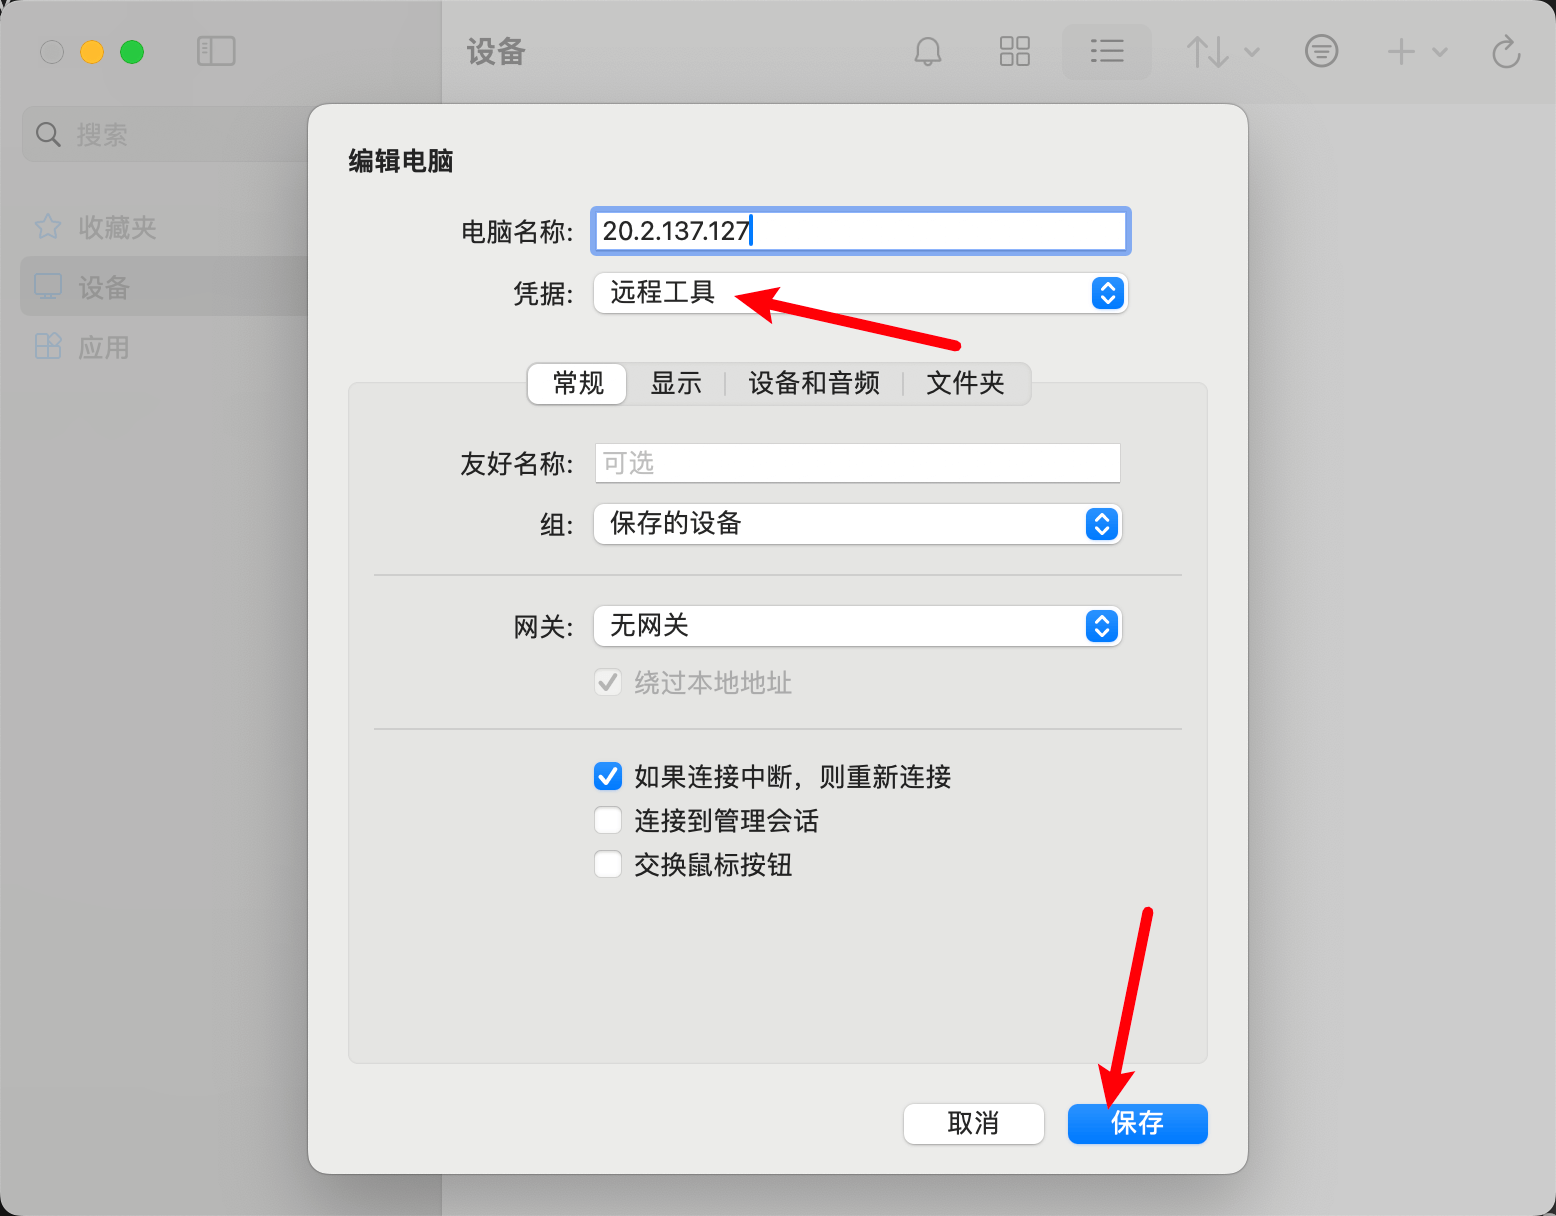 设备
搜索
收藏夹
设备
应用
编辑电脑
电脑名称: 20.2.137.127
凭据: 远程工具
常规 显示 设备和音频 文件夹
友好名称: 可选
组: 保存的设备
网关: 无网关
绕过本地地址
如果连接中断，则重新连接
连接到管理会话
交换鼠标按钮
取消 保存